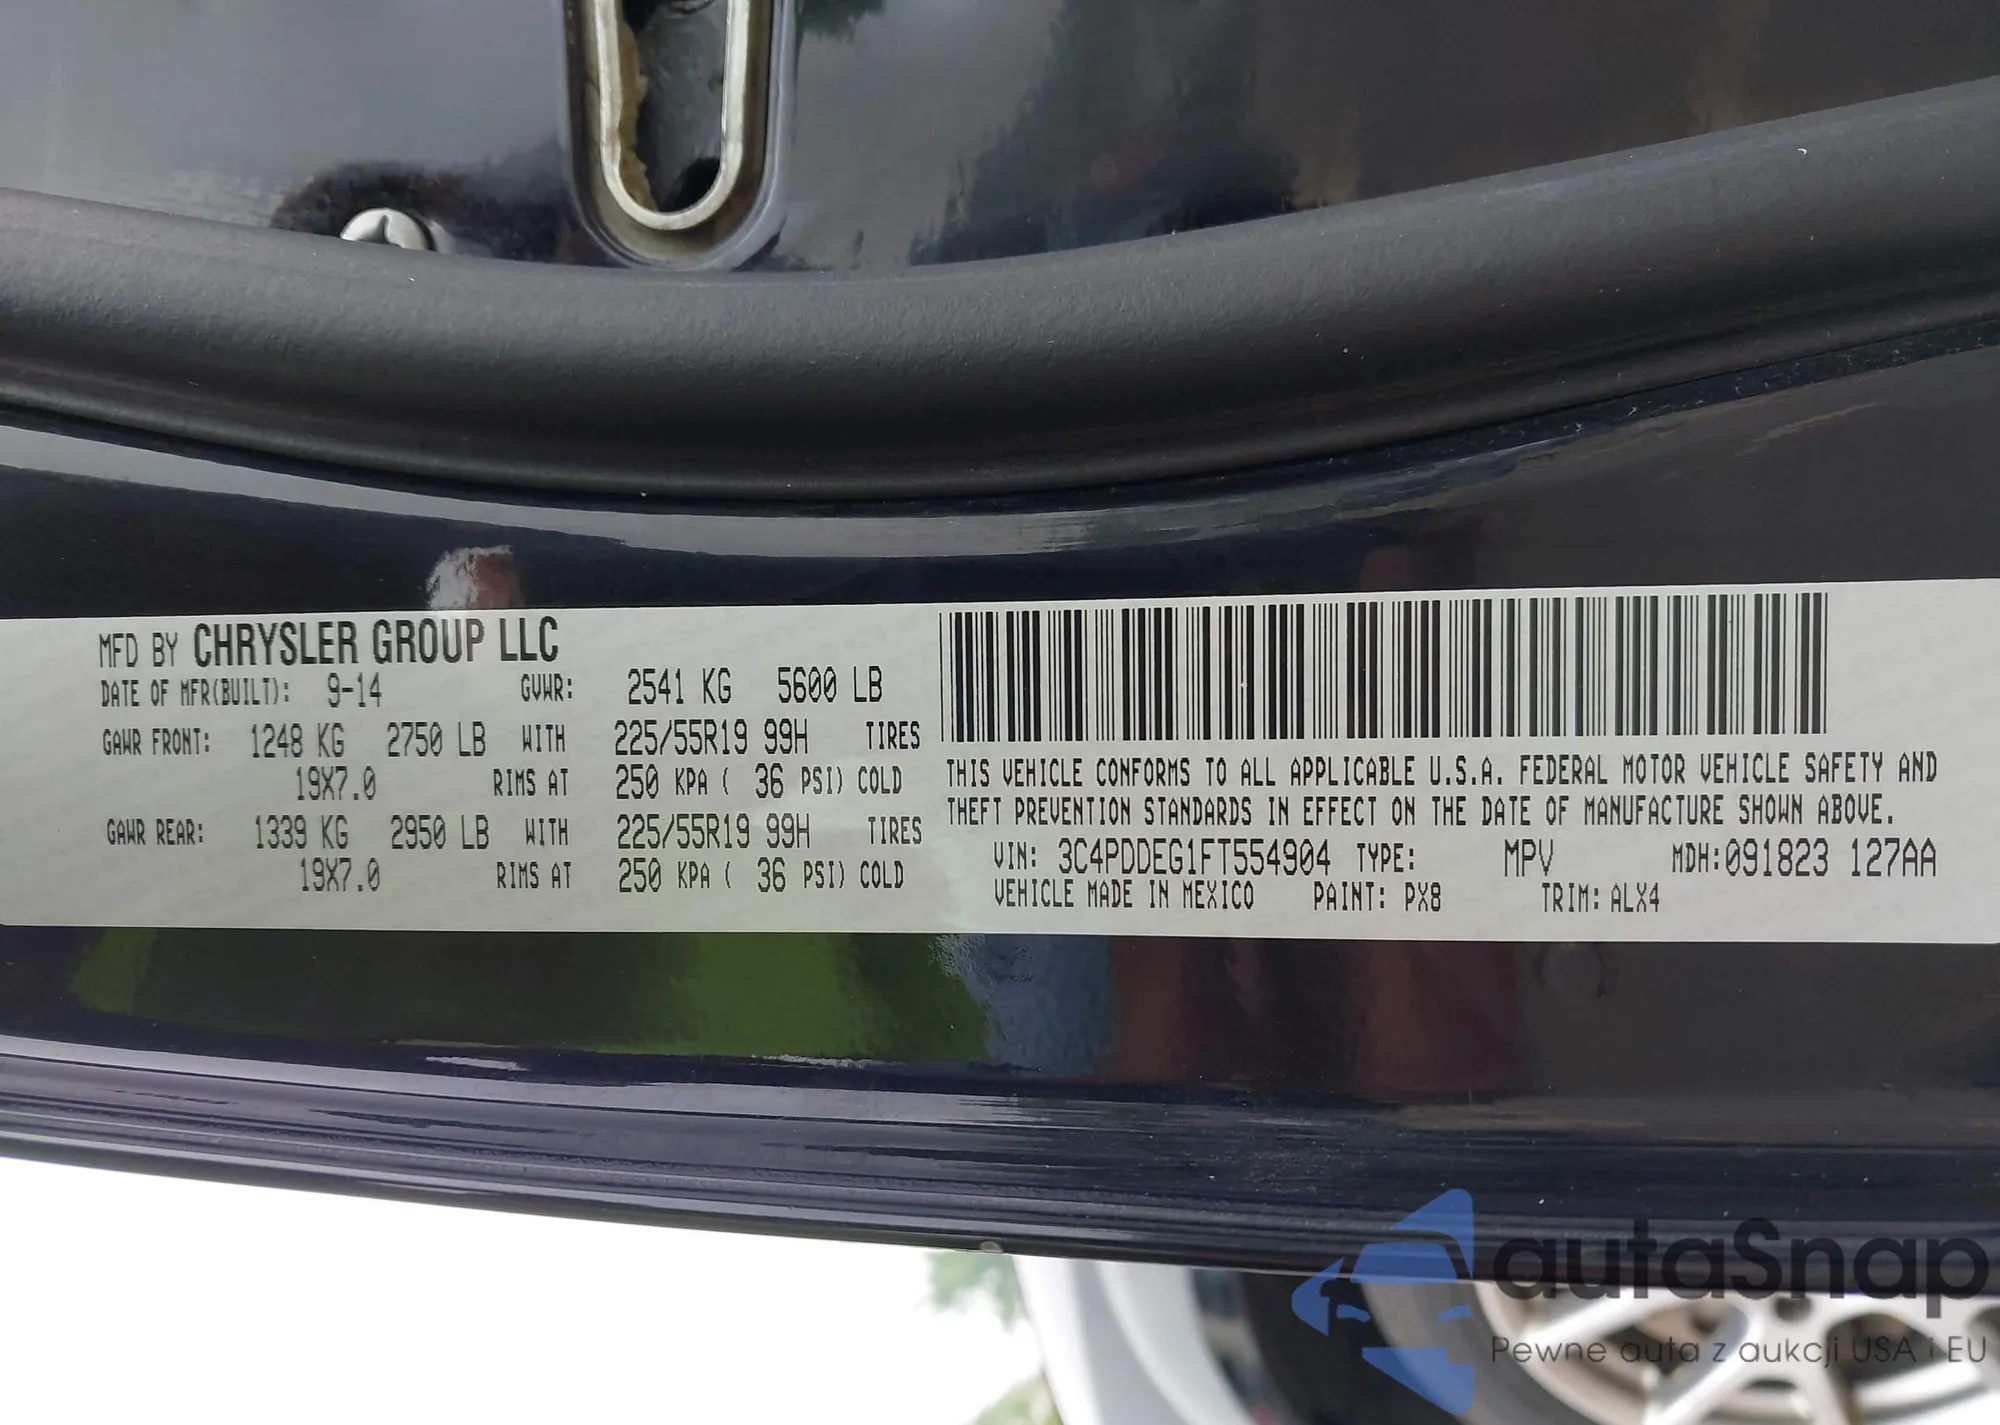 MFD BY CHRYSLER GROUP LLC
DATE OF MFR(BUILT): 9-14 GVWR: 2541 KG 5600 LB
GAWR FRONT: 1248 KG 2750 LB WITH 225/55R19 99H TIRES
19X7.0 RIMS AT 250 KPA ( 36 PSI) COLD
GAWR REAR: 1339 KG 2950 LB WITH 225/55R19 99H TIRES
19X7.0 RIMS AT 250 KPA ( 36 PSI) COLD
THIS VEHICLE CONFORMS TO ALL APPLICABLE U.S.A. FEDERAL MOTOR VEHICLE SAFETY AND
THEFT PREVENTION STANDARDS IN EFFECT ON THE DATE OF MANUFACTURE SHOWN ABOVE.
VIN: 3C4PDDEG1FT554904 TYPE: MPV MDH:091823 127AA
VEHICLE MADE IN MEXICO PAINT: PX8 TRIM: ALX4
autaSnap
Pewne auta z aukcji USA i EU